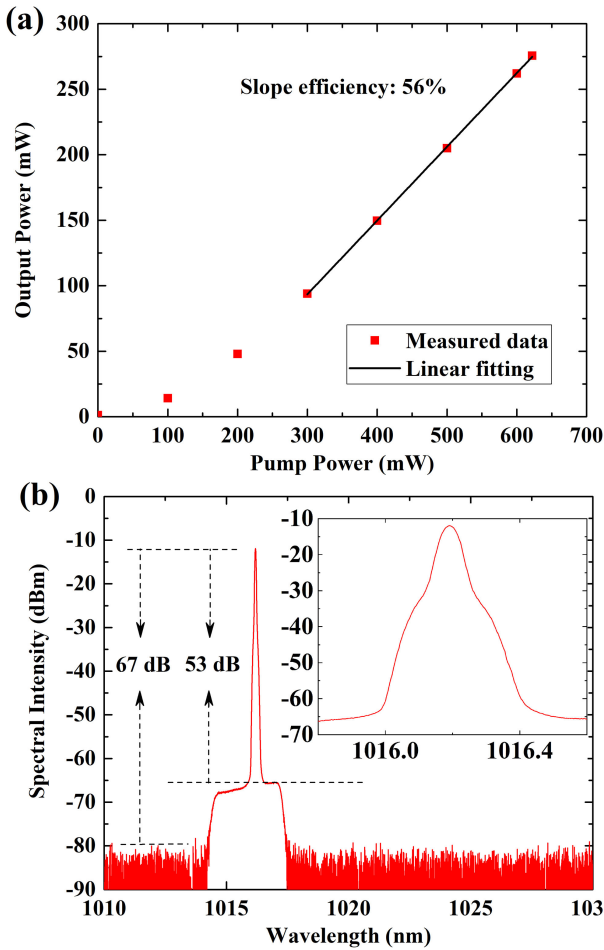 (a)
300
250
200
150
100
50
0
Output Power (mW)
Slope efficiency: 56%
Measured data
Linear fitting
0 100 200 300 400 500 600 700
Pump Power (mW)
(b)
0
-10
-20
-30
-40
-50
-60
-70
-80
-90
Spectral Intensity (dBm)
67 dB 53 dB
-10
-20
-30
-40
-50
-60
-70
1016.0 1016.4
1010 1015 1020 1025 103
Wavelength (nm)